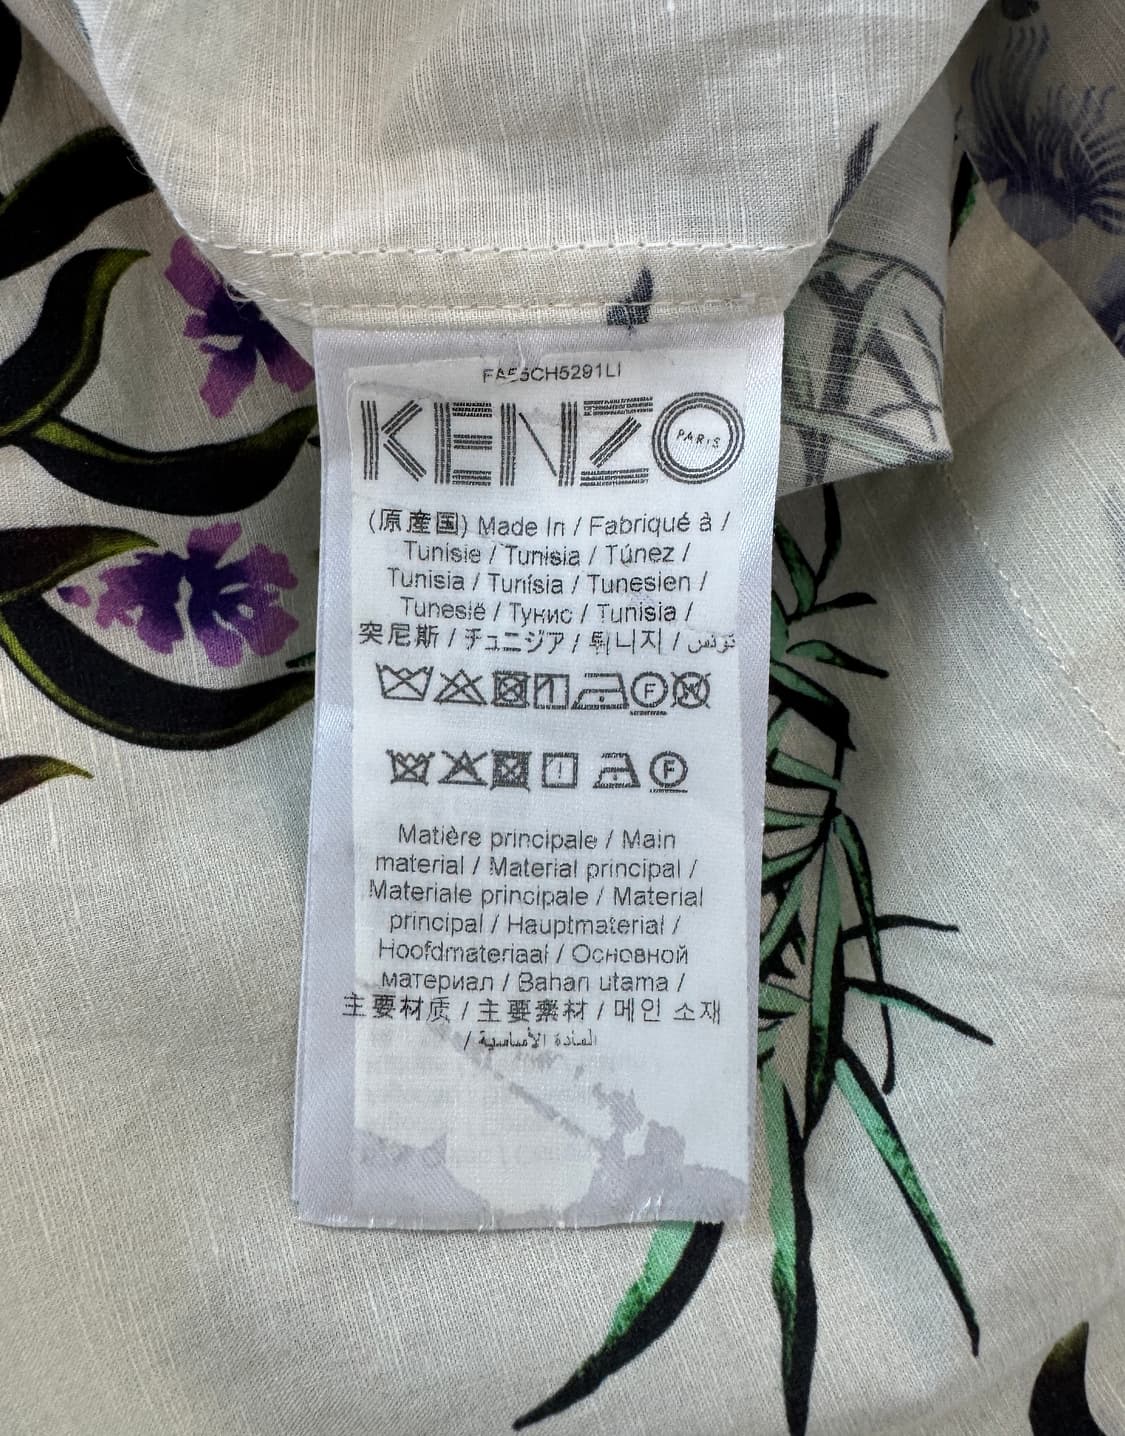 FA55CH5291LI
KENZO
PARIS
(原産国) Made In / Fabriqué à /
Tunisie / Tunisia / Túnez /
Tunisia / Tunísia / Tunesien /
Tunesië / Тунис / Tunisia /
突尼斯 / チュニジア / 튀니지 / تونس
F
W
F
Matière principale / Main
material / Material principal /
Materiale principale / Material
principal / Hauptmaterial /
Hoofdmateriaal / Основной
материал / Bahan utama /
主要材质 / 主要素材 / 메인 소재
/ المادة الأساسية